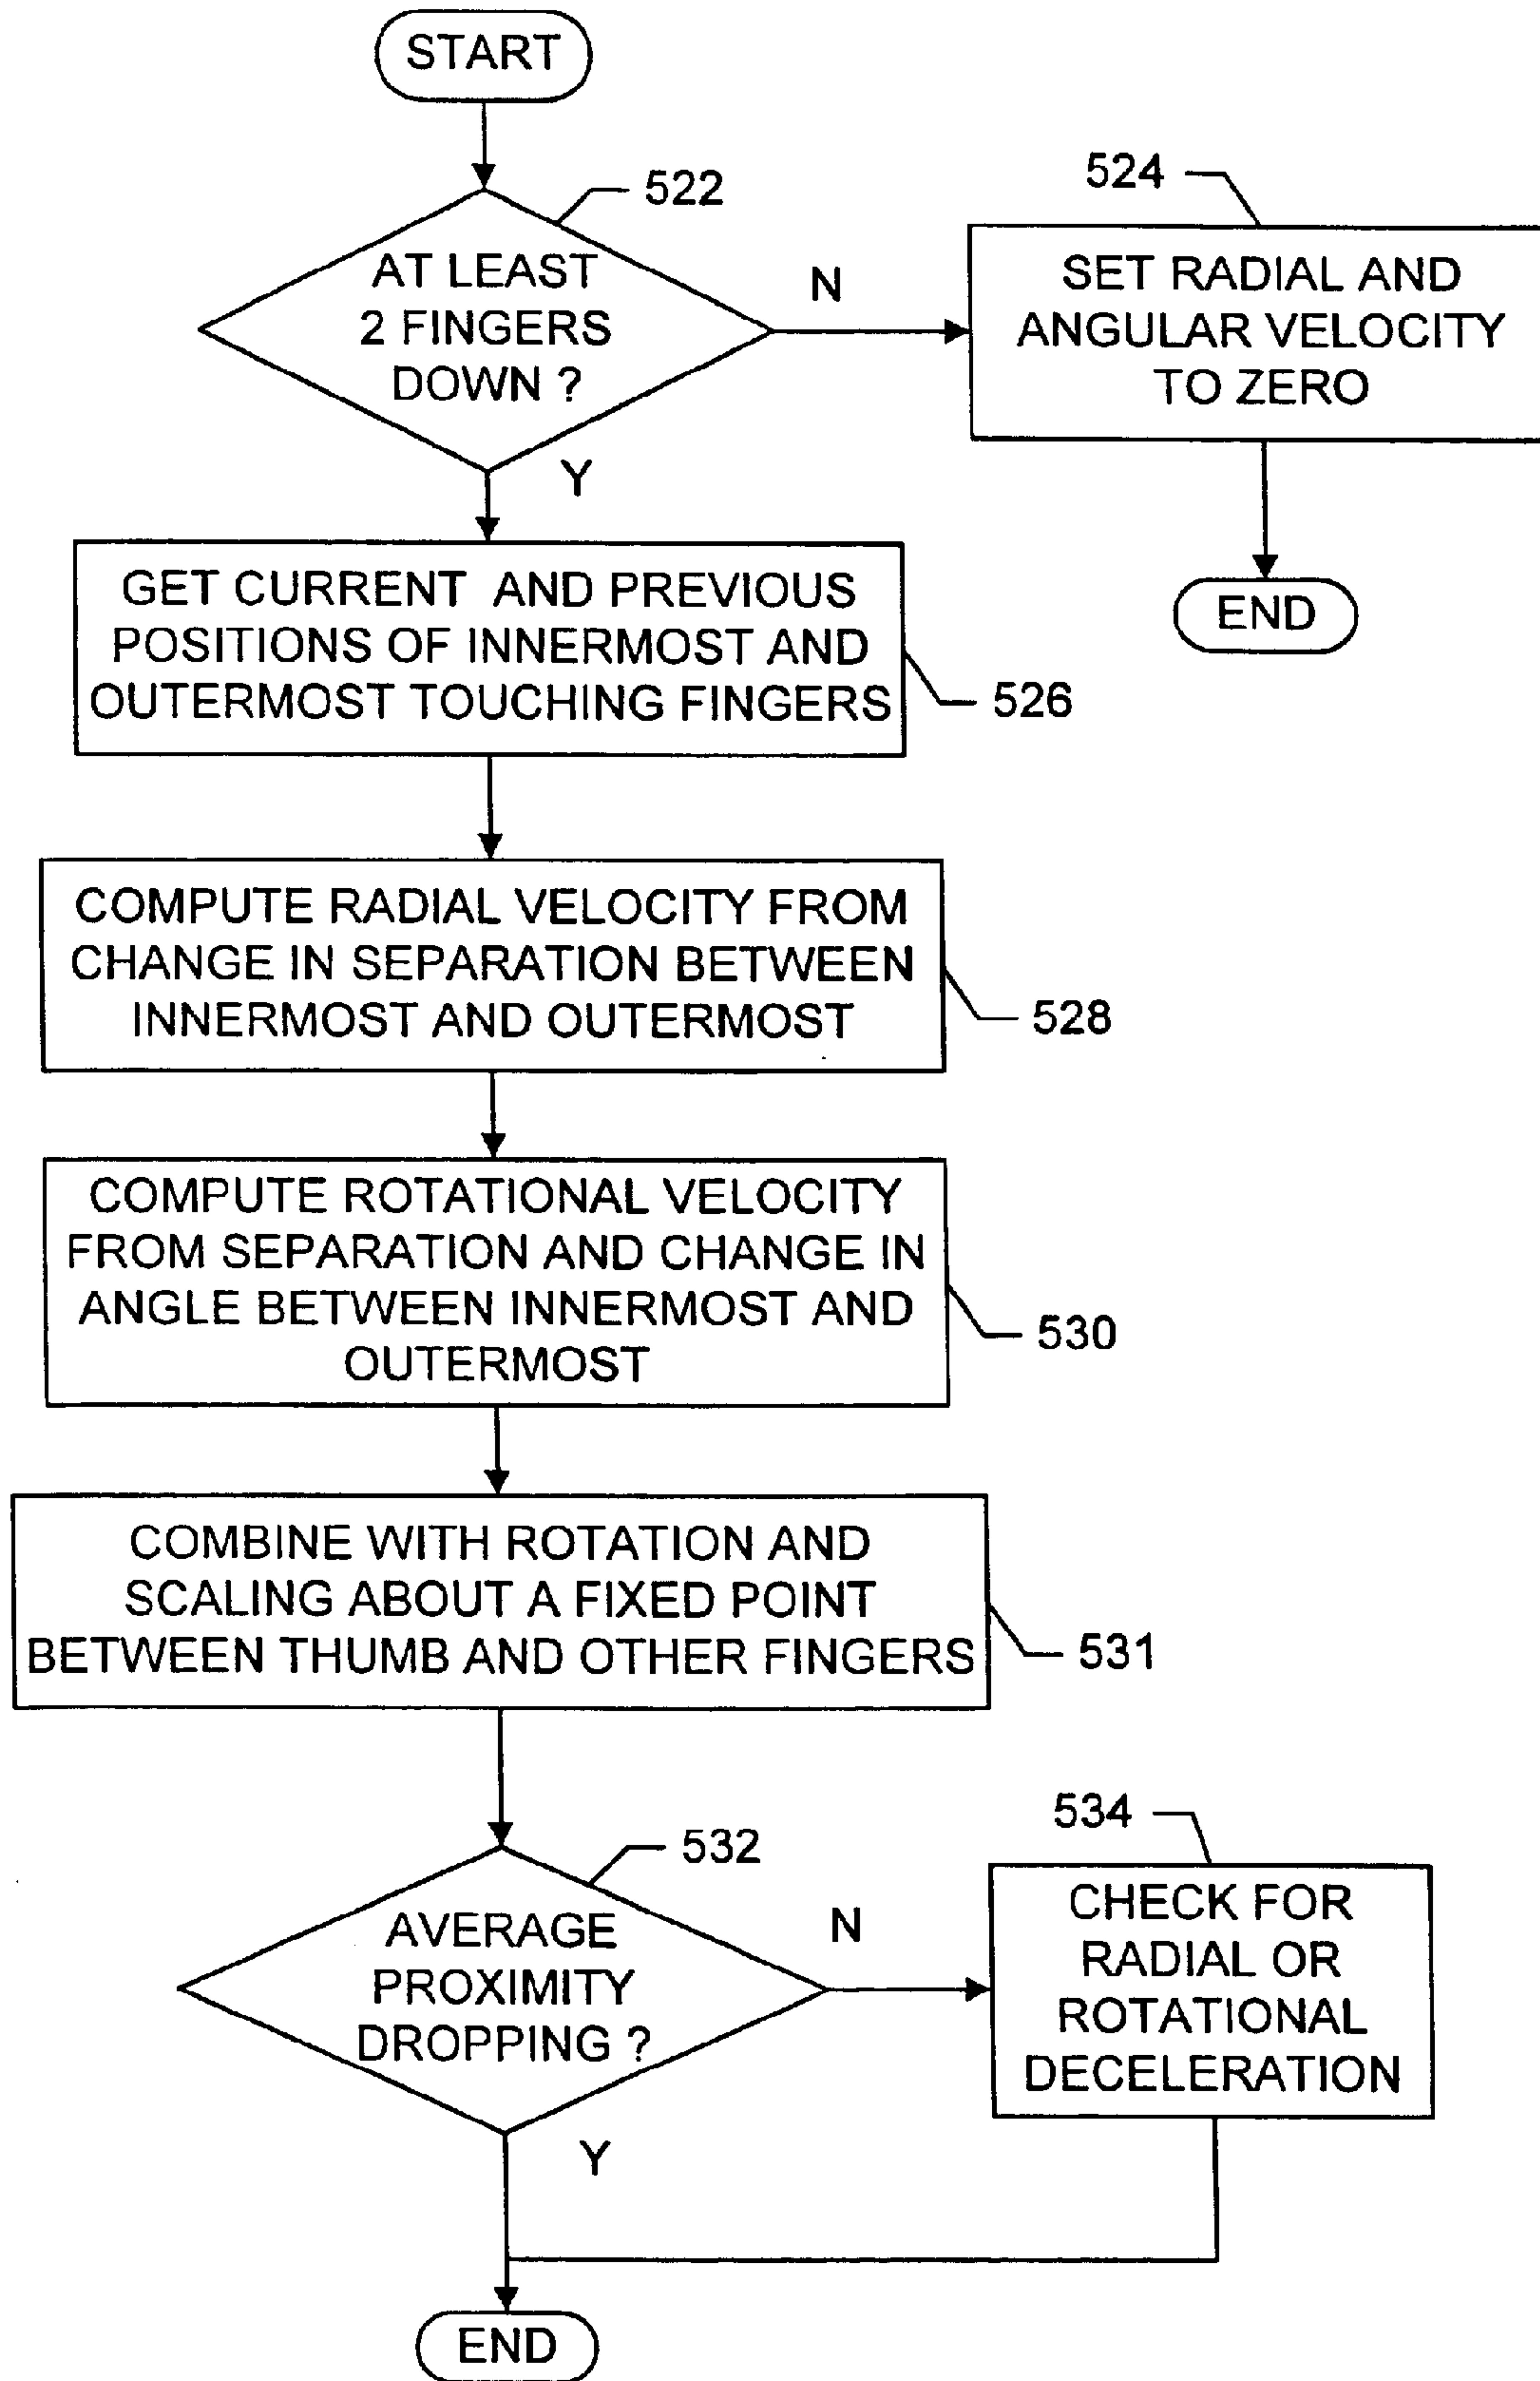 START
522
AT LEAST
2 FINGERS
DOWN ?
N
Y
524
SET RADIAL AND
ANGULAR VELOCITY
TO ZERO
END
GET CURRENT AND PREVIOUS
POSITIONS OF INNERMOST AND
OUTERMOST TOUCHING FINGERS
526
COMPUTE RADIAL VELOCITY FROM
CHANGE IN SEPARATION BETWEEN
INNERMOST AND OUTERMOST
528
COMPUTE ROTATIONAL VELOCITY
FROM SEPARATION AND CHANGE IN
ANGLE BETWEEN INNERMOST AND
OUTERMOST
530
COMBINE WITH ROTATION AND
SCALING ABOUT A FIXED POINT
BETWEEN THUMB AND OTHER FINGERS
531
532
AVERAGE
PROXIMITY
DROPPING ?
N
Y
534
CHECK FOR
RADIAL OR
ROTATIONAL
DECELERATION
END